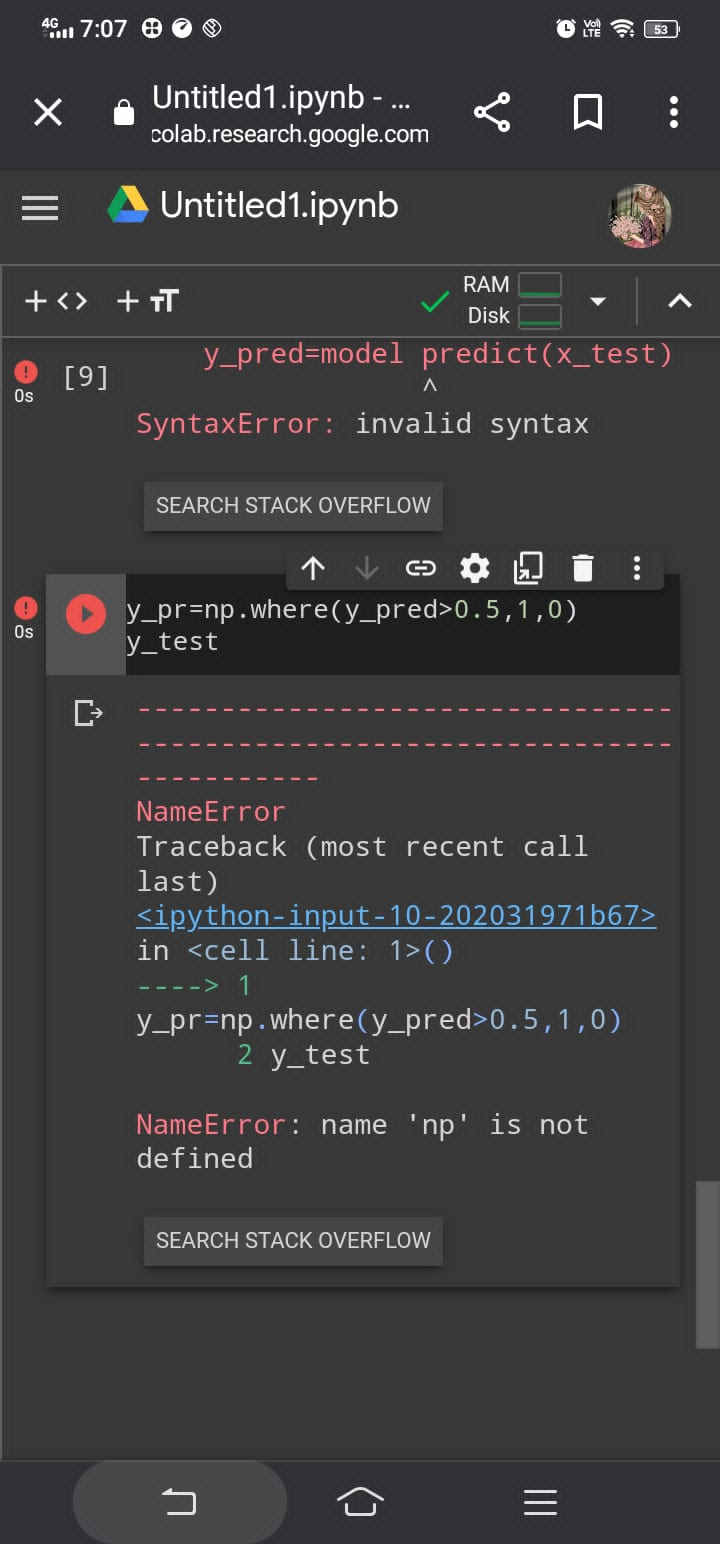 4G 7:07 Vo) LTE 53
Untitled1.ipynb - ...
colab.research.google.com
Untitled1.ipynb
+ <> + TT RAM
Disk
y_pred=model predict(x_test)
0s [9]
^
SyntaxError: invalid syntax
SEARCH STACK OVERFLOW
y_pr=np.where(y_pred>0.5,1,0)
0s
y_test
---------------------------------
---------------------------------
-----------
NameError
Traceback (most recent call
last)
<ipython-input-10-202031971b67>
in <cell line: 1>()
----> 1
y_pr=np.where(y_pred>0.5,1,0)
2 y_test
NameError: name 'np' is not
defined
SEARCH STACK OVERFLOW